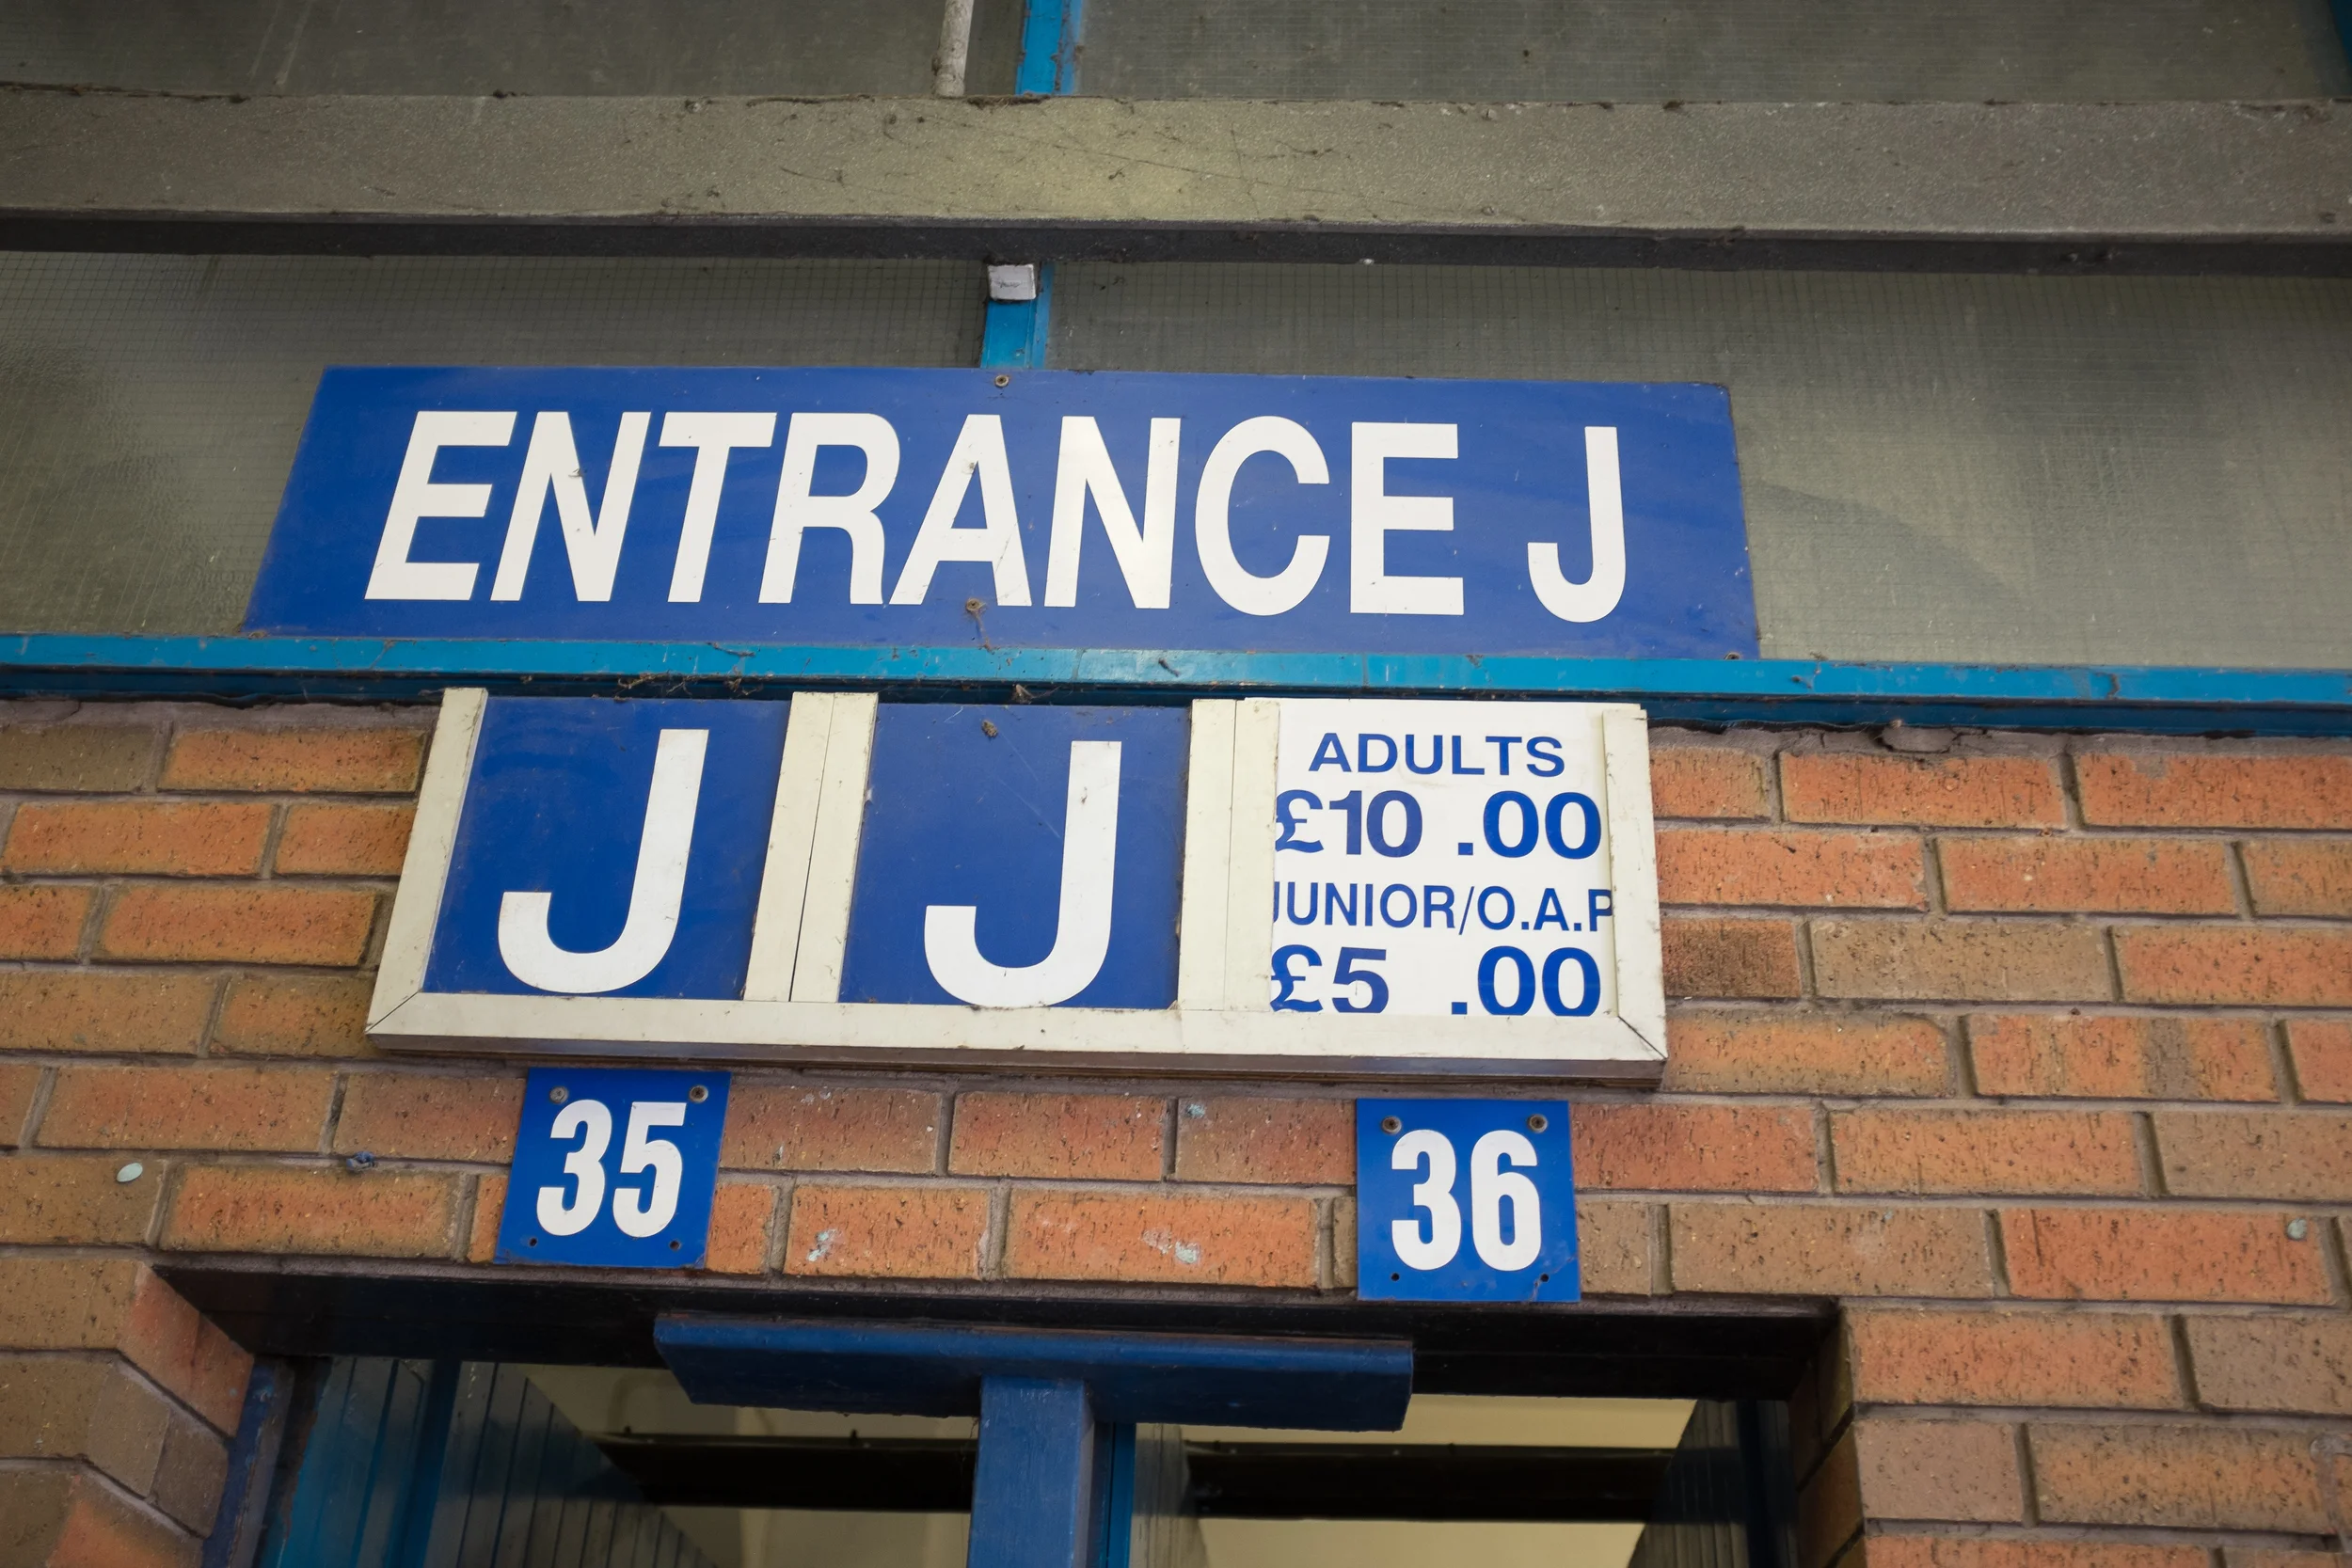 ENTRANCE J
J J
ADULTS
£10 .00
JUNIOR/O.A.P
£5 .00
35 36